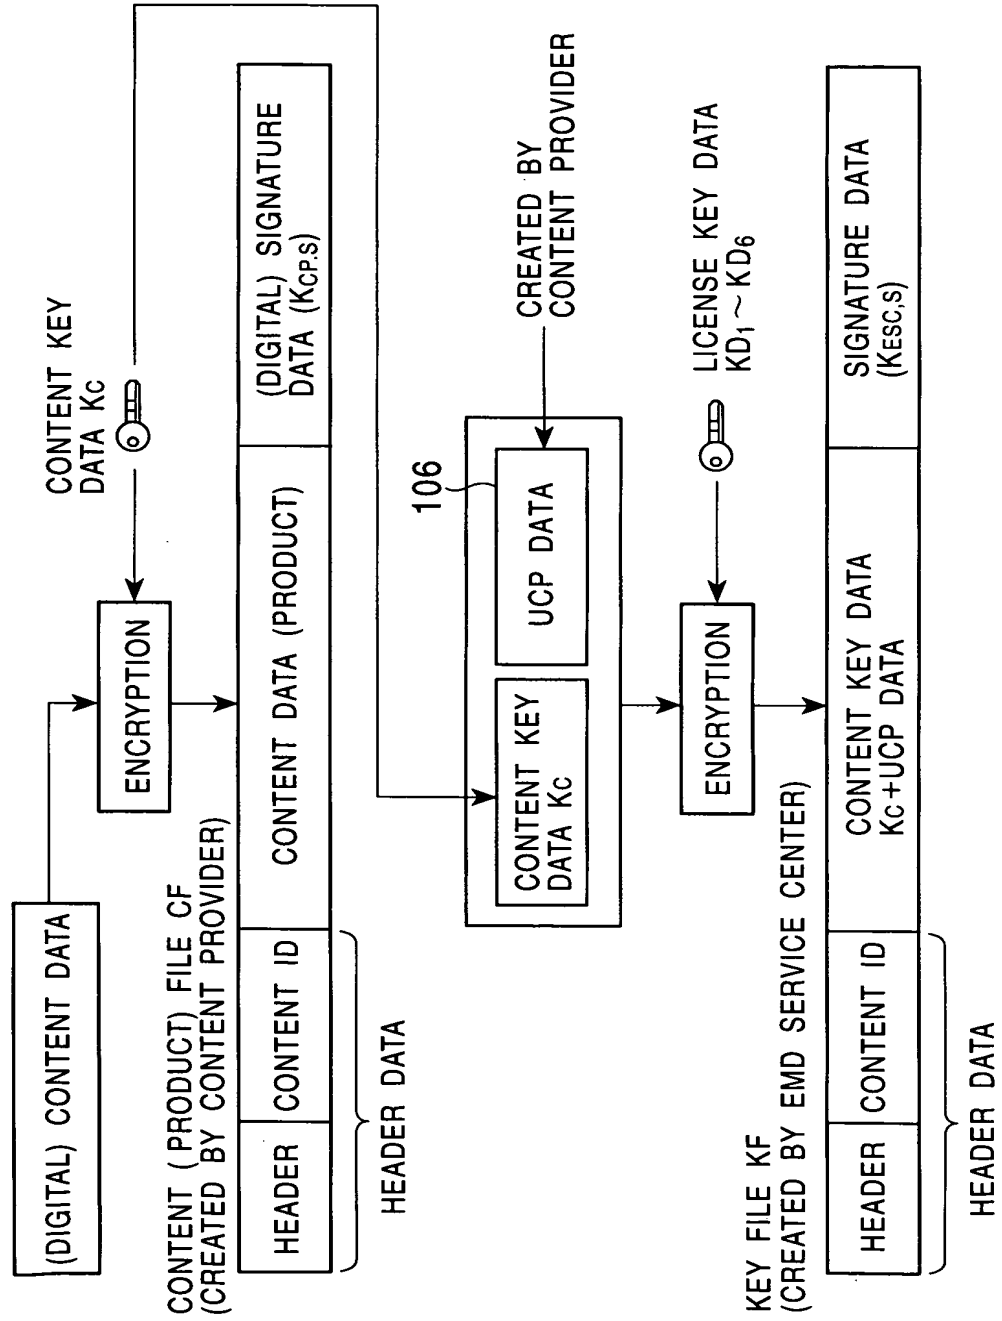 (DIGITAL) CONTENT DATA
ENCRYPTION
CONTENT KEY
DATA Kc
CONTENT (PRODUCT) FILE CF
(CREATED BY CONTENT PROVIDER)
HEADER
CONTENT ID
CONTENT DATA (PRODUCT)
(DIGITAL) SIGNATURE
DATA (KCP.S)
HEADER DATA
106
CONTENT KEY
DATA Kc
UCP DATA
CREATED BY
CONTENT PROVIDER
ENCRYPTION
LICENSE KEY DATA
KD1~KD6
KEY FILE KF
(CREATED BY EMD SERVICE CENTER)
HEADER
CONTENT ID
CONTENT KEY DATA
Kc+UCP DATA
SIGNATURE DATA
(KESC,S)
HEADER DATA